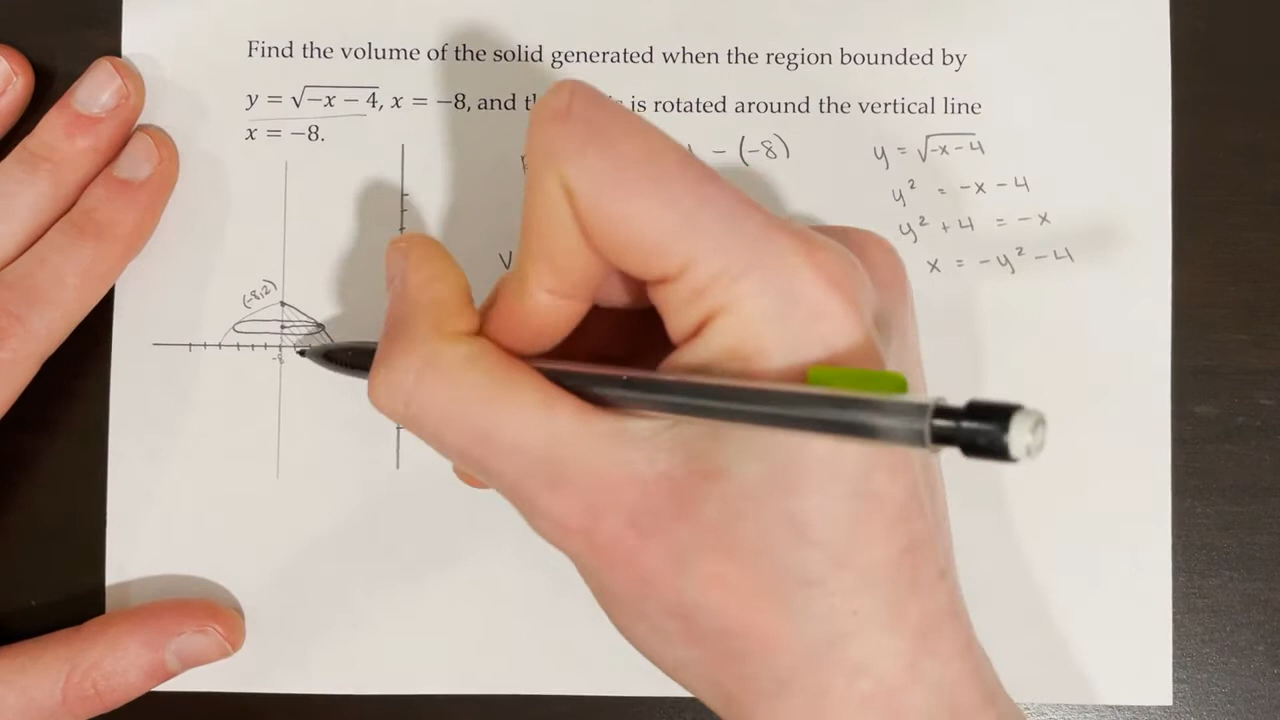 Find the volume of the solid generated when the region bounded by
y = √−x − 4, x = −8, and is rotated around the vertical line
x = −8.
− (−8)
y = √−x−4
y² = −x − 4
y² + 4 = −x
x = −y² − 4
V
(-8,2)
-8